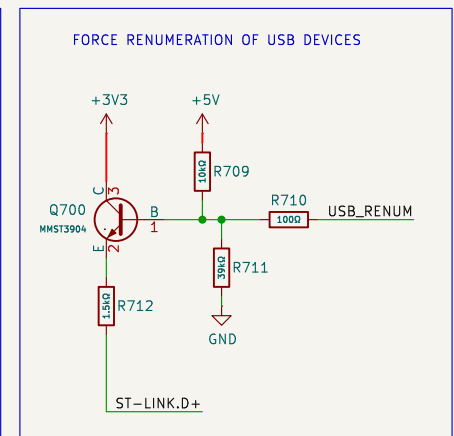 FORCE RENUMERATION OF USB DEVICES
+3V3
+5V
10kΩ
R709
C
3
Q700
MMST3904
B
1
R710
100Ω
USB_RENUM
E
2
39kΩ
R711
1.5kΩ
R712
GND
ST-LINK.D+